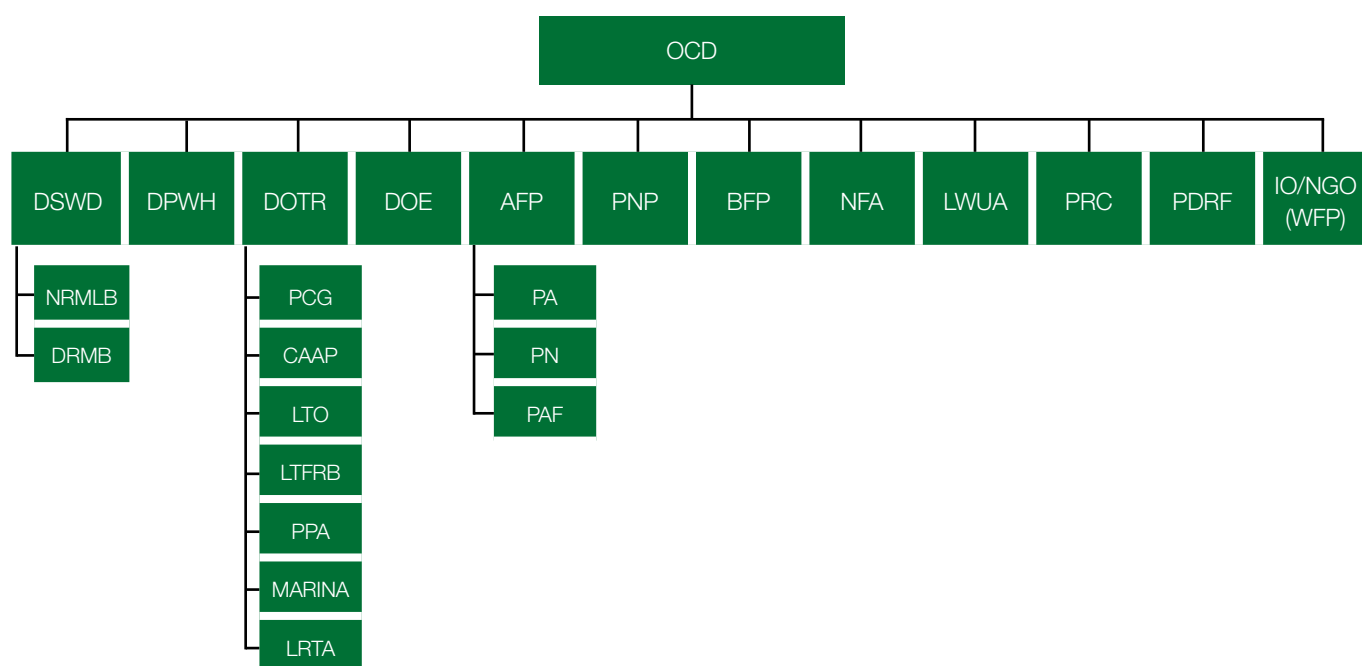 OCD
DSWD
DPWH
DOTR
DOE
AFP
PNP
BFP
NFA
LWUA
PRC
PDRF
IO/NGO
(WFP)
NRMLB
DRMB
PCG
CAAP
LTO
LTFRB
PPA
MARINA
LRTA
PA
PN
PAF